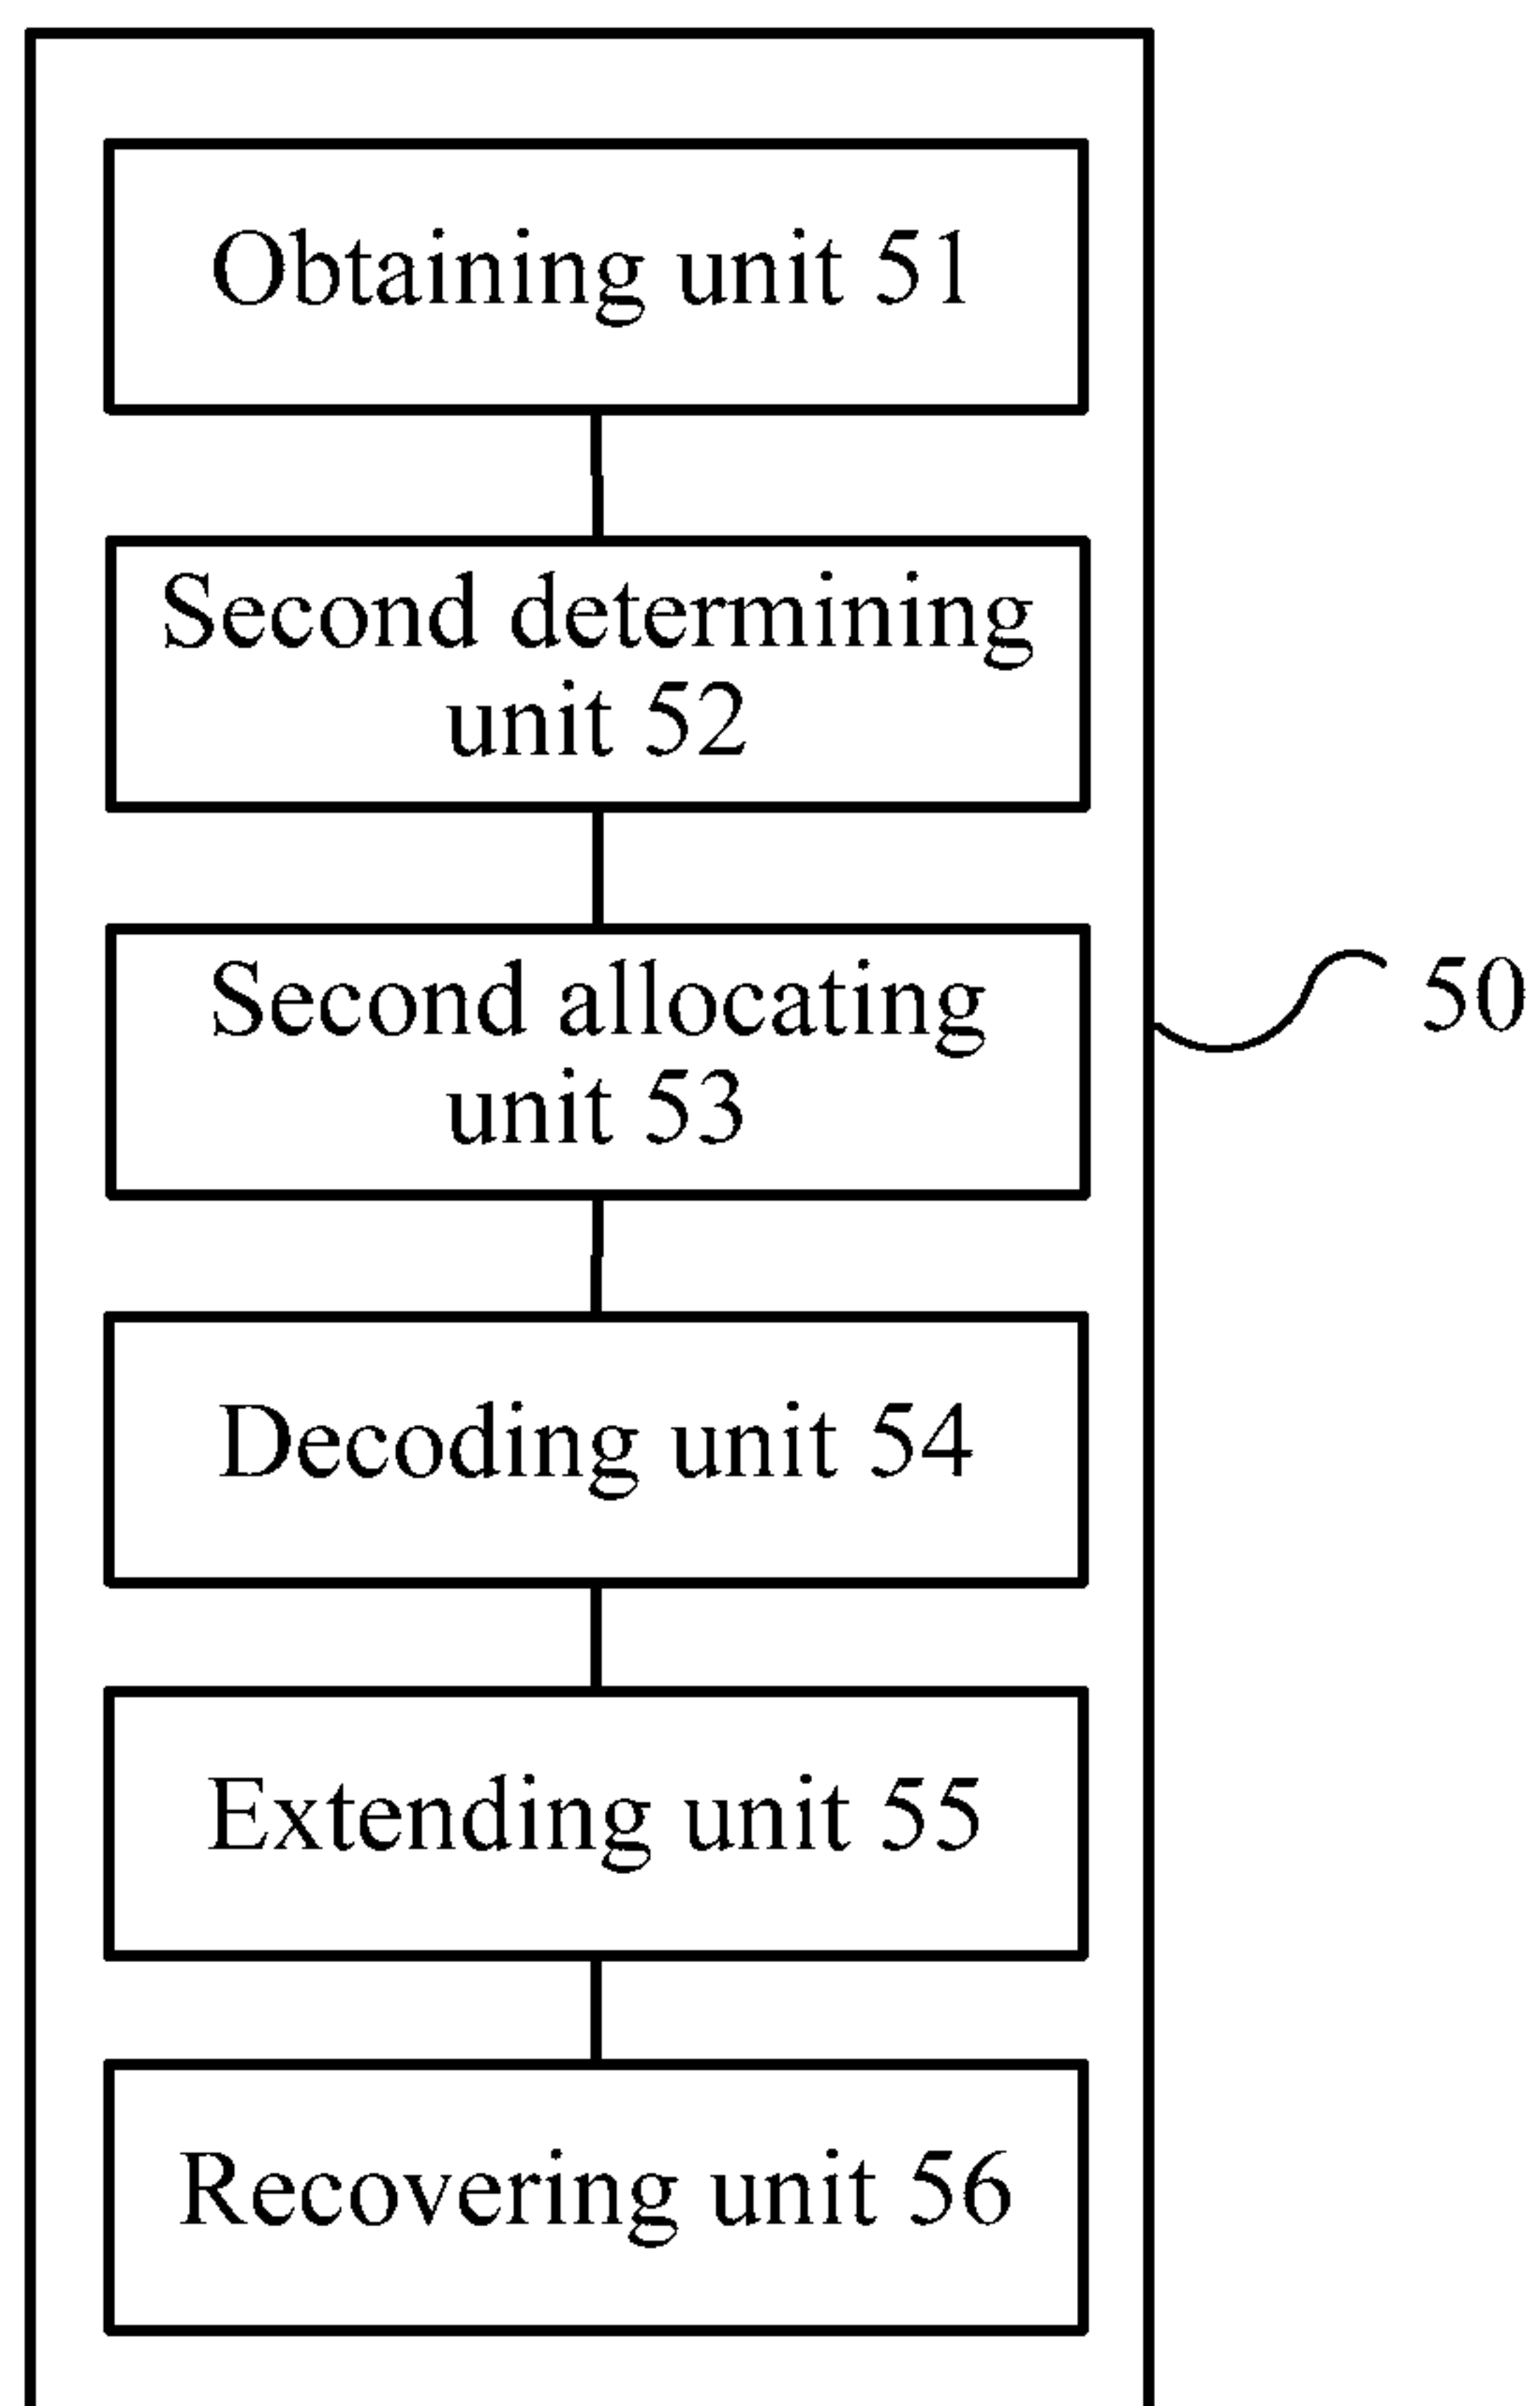 Obtaining unit 51
Second determining
unit 52
Second allocating
unit 53
50
Decoding unit 54
Extending unit 55
Recovering unit 56